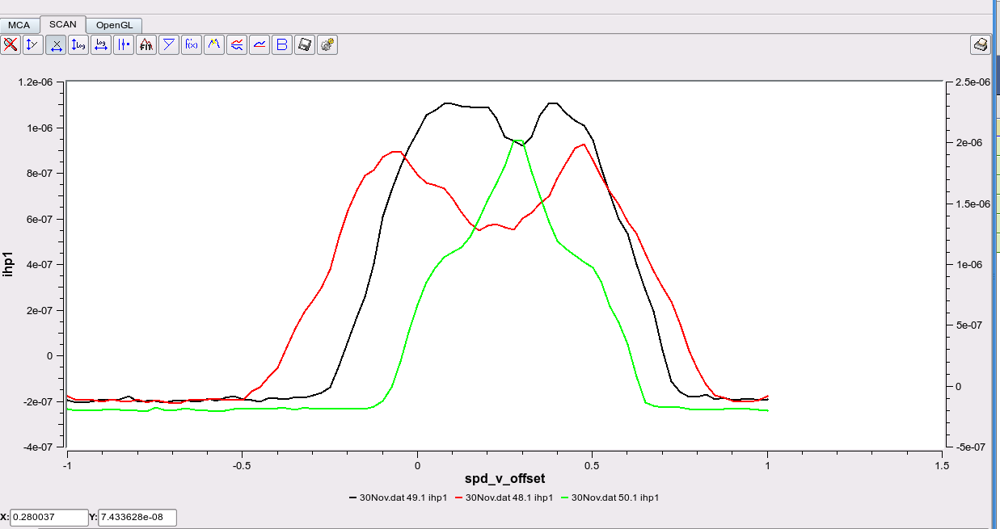 MCA SCAN OpenGL
Log Log Fit f(x) B
1.2e-06 2.5e-06
1e-06
2e-06
8e-07
1.5e-06
6e-07
ihp1
4e-07 1e-06
2e-07
5e-07
0
0
-2e-07
-4e-07 -5e-07
-1 -0.5 0 0.5 1 1.5
spd_v_offset
30Nov.dat 49.1 ihp1 30Nov.dat 48.1 ihp1 30Nov.dat 50.1 ihp1
X: 0.280037 Y: 7.433628e-08